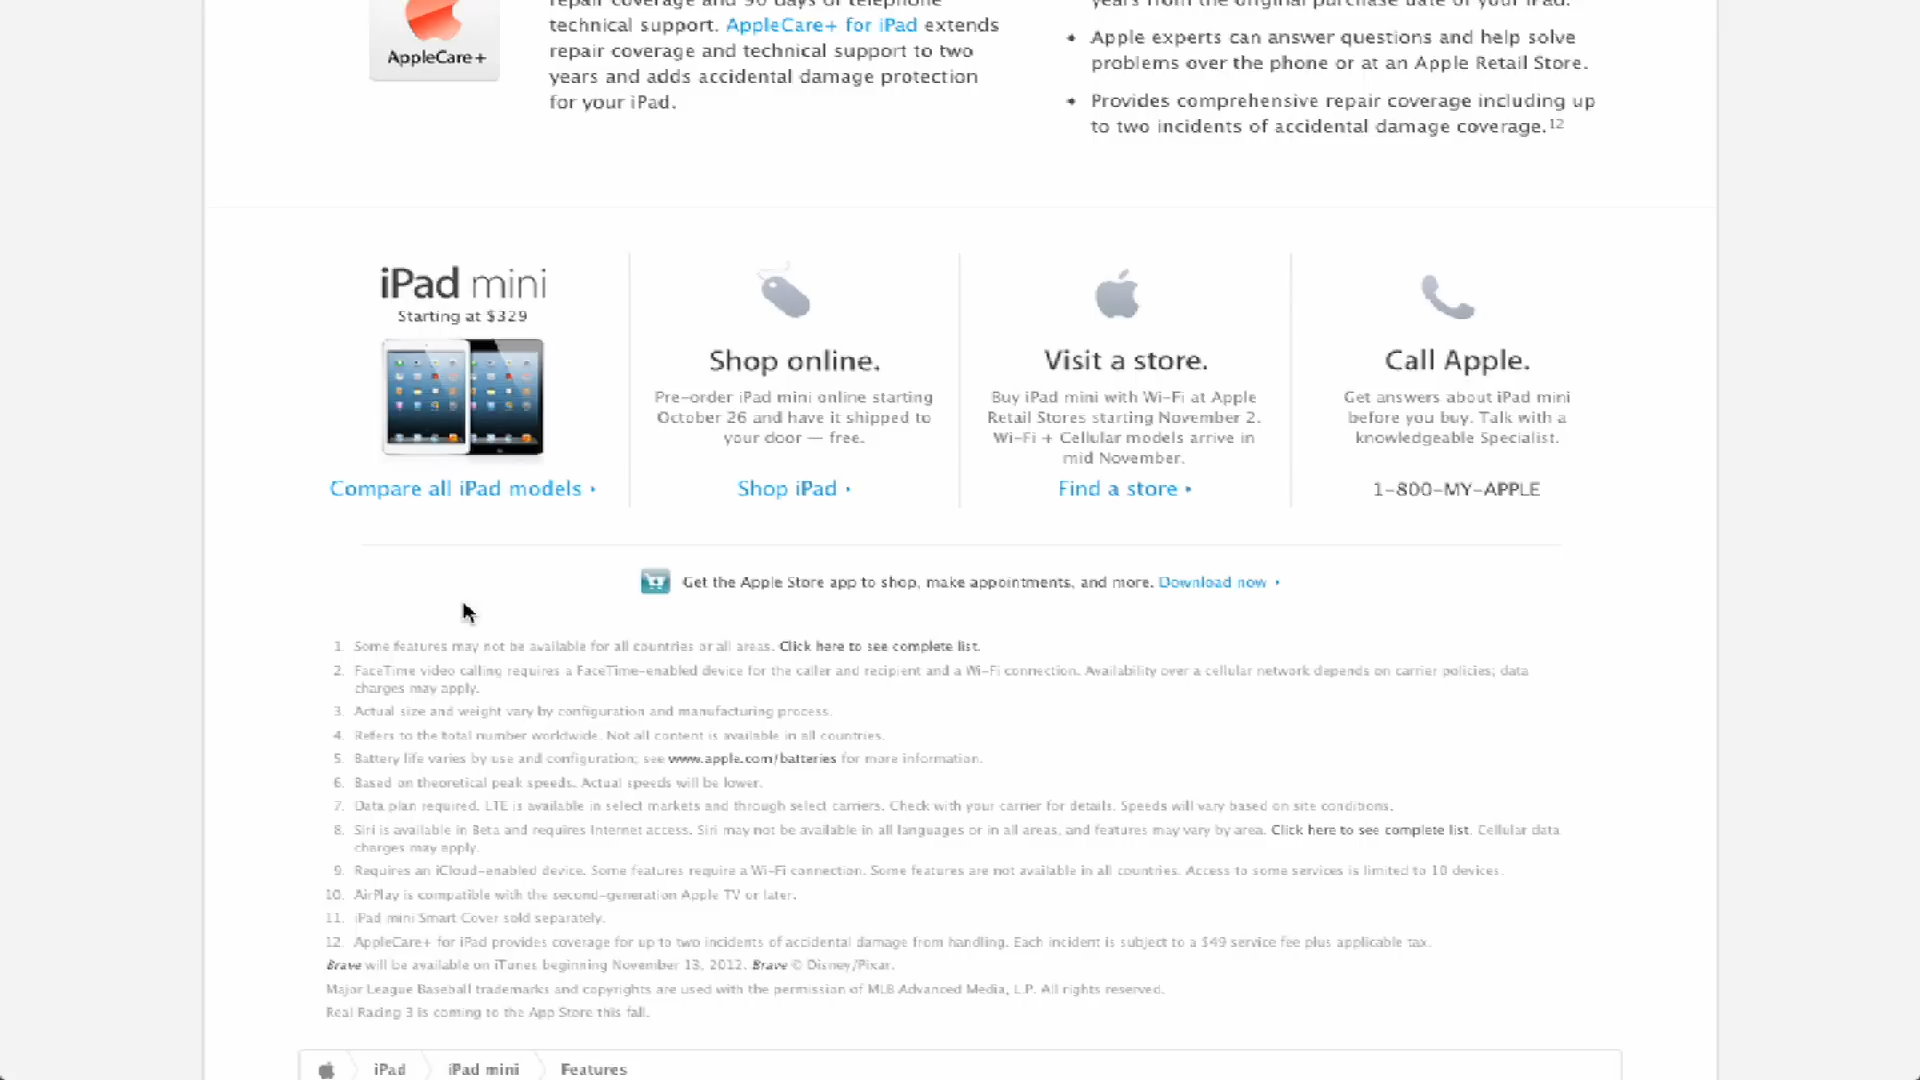 repair coverage and 90 days of telephone
technical support. AppleCare+ for iPad extends
repair coverage and technical support to two
years and adds accidental damage protection
for your iPad.
AppleCare+
years from the original purchase date of your iPad.
Apple experts can answer questions and help solve
problems over the phone or at an Apple Retail Store.
Provides comprehensive repair coverage including up
to two incidents of accidental damage coverage.12
iPad mini
Starting at $329
Compare all iPad models
Shop online.
Pre-order iPad mini online starting
October 26 and have it shipped to
your door — free.
Shop iPad
Visit a store.
Buy iPad mini with Wi-Fi at Apple
Retail Stores starting November 2.
Wi-Fi + Cellular models arrive in
mid November.
Find a store
Call Apple.
Get answers about iPad mini
before you buy. Talk with a
knowledgeable Specialist.
1-800-MY-APPLE
Get the Apple Store app to shop, make appointments, and more. Download now
1. Some features may not be available for all countries or all areas. Click here to see complete list.
2. FaceTime video calling requires a FaceTime-enabled device for the caller and recipient and a Wi-Fi connection. Availability over a cellular network depends on carrier policies; data
charges may apply.
3. Actual size and weight vary by configuration and manufacturing process.
4. Refers to the total number worldwide. Not all content is available in all countries.
5. Battery life varies by use and configuration; see www.apple.com/batteries for more information.
6. Based on theoretical peak speeds. Actual speeds will be lower.
7. Data plan required. LTE is available in select markets and through select carriers. Check with your carrier for details. Speeds will vary based on site conditions.
8. Siri is available in Beta and requires Internet access. Siri may not be available in all languages or in all areas, and features may vary by area. Click here to see complete list. Cellular data
charges may apply.
9. Requires an iCloud-enabled device. Some features require a Wi-Fi connection. Some features are not available in all countries. Access to some services is limited to 10 devices.
10. AirPlay is compatible with the second-generation Apple TV or later.
11. iPad mini Smart Cover sold separately.
12. AppleCare+ for iPad provides coverage for up to two incidents of accidental damage from handling. Each incident is subject to a $49 service fee plus applicable tax.
Brave will be available on iTunes beginning November 13, 2012. Brave © Disney/Pixar.
Major League Baseball trademarks and copyrights are used with the permission of MLB Advanced Media, L.P. All rights reserved.
Real Racing 3 is coming to the App Store this fall.
iPad
iPad mini
Features